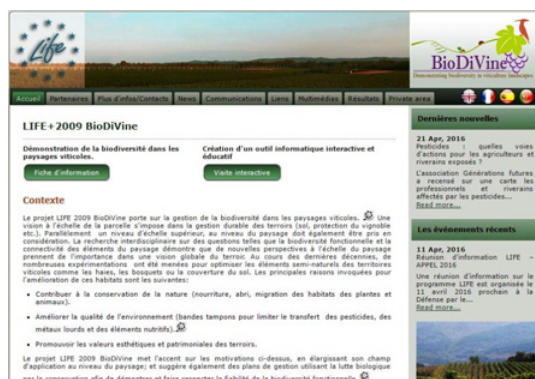 Life
BioDiVine
Demonstrating biodiversity in viticulture landscapes
Accueil Partenaires Plus d'infos/Contacts News Communications Liens Multimédias Résultats Private area
LIFE+2009 BioDiVine
Démonstration de la biodiversité dans les
paysages viticoles.
Fiche d'information
Création d'un outil informatique interactive et
éducatif
Visite interactive
Contexte
Le projet LIFE 2009 BioDiVine porte sur la gestion de la biodiversité dans les paysages viticoles. Une
vision à l'échelle de la parcelle s'impose dans la gestion durable des terroirs (sol, protection du vignoble
etc.). Parallèlement un niveau d'échelle supérieur, au niveau du paysage doit également être pris en
considération. La recherche interdisciplinaire sur des questions telles que la biodiversité fonctionnelle et la
connectivité des éléments du paysage démontre que de nouvelles perspectives à l'échelle du paysage
prennent de l'importance dans une vision globale du terroir. Au cours des dernières décennies, de
nombreuses expérimentations ont été menées pour optimiser les éléments semi-naturels des territoires
viticoles comme les haies, les bosquets ou la couverture du sol. Les principales raisons invoquées pour
l'amélioration de ces habitats sont les suivantes:
• Contribuer à la conservation de la nature (nourriture, abri, migration des habitats des plantes et
animaux).
• Améliorer la qualité de l'environnement (bandes tampons pour limiter le transfert des pesticides, des
métaux lourds et des éléments nutritifs).
• Promouvoir les valeurs esthétiques et patrimoniales des terroirs.
Le projet LIFE 2009 BioDiVine met l'accent sur les motivations ci-dessus, en élargissant son champ
d'application au niveau du paysage; et suggère également des plans de gestion utilisant la lutte biologique
par la conservation afin de démontrer et faire respecter la fiabilité de la biodiversité fonctionnelle.
Dernières nouvelles
21 Apr, 2016
Pesticides : quelles voies
d'actions pour les agriculteurs et
riverains exposés ?
L'association Générations futures
a recensé sur une carte les
professionnels et riverains
affectés par les pesticides...
Read more...
Les événements récents
11 Apr, 2016
Réunion d'information LIFE -
APPEL 2016
Une réunion d'information sur le
programme LIFE est organisée le
11 avril 2016 prochain à la
Défense par le...
Read more...